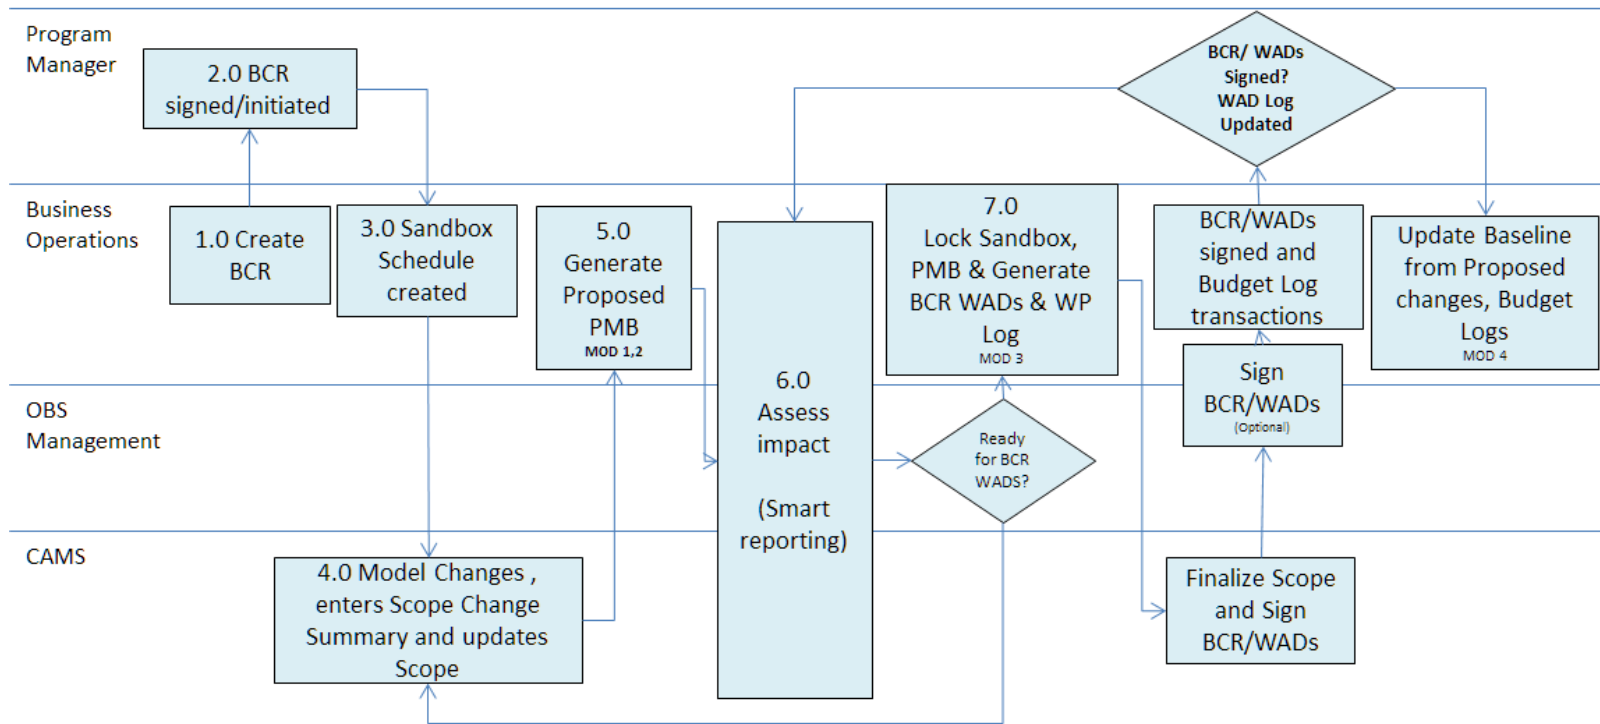 Program
Manager
2.0 BCR
signed/initiated
BCR/ WADs
Signed?
WAD Log
Updated
Business
Operations
1.0 Create
BCR
3.0 Sandbox
Schedule
created
5.0
Generate
Proposed
PMB
MOD 1,2
7.0
Lock Sandbox,
PMB & Generate
BCR WADs & WP
Log
MOD 3
BCR/WADs
signed and
Budget Log
transactions
Update Baseline
from Proposed
changes, Budget
Logs
MOD 4
6.0
Assess
impact
(Smart
reporting)
OBS
Management
Ready
for BCR
WADS?
Sign
BCR/WADs
(Optional)
CAMS
4.0 Model Changes ,
enters Scope Change
Summary and updates
Scope
Finalize Scope
and Sign
BCR/WADs